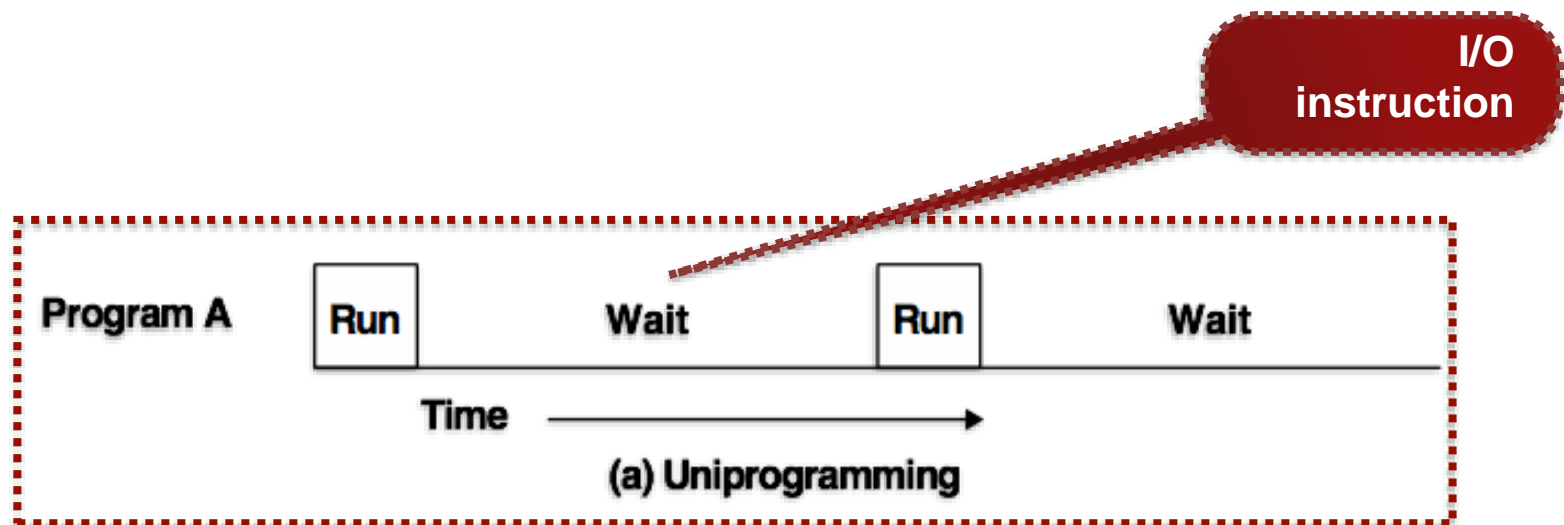 I/O
instruction
Program A Run Wait Run Wait
Time
(a) Uniprogramming